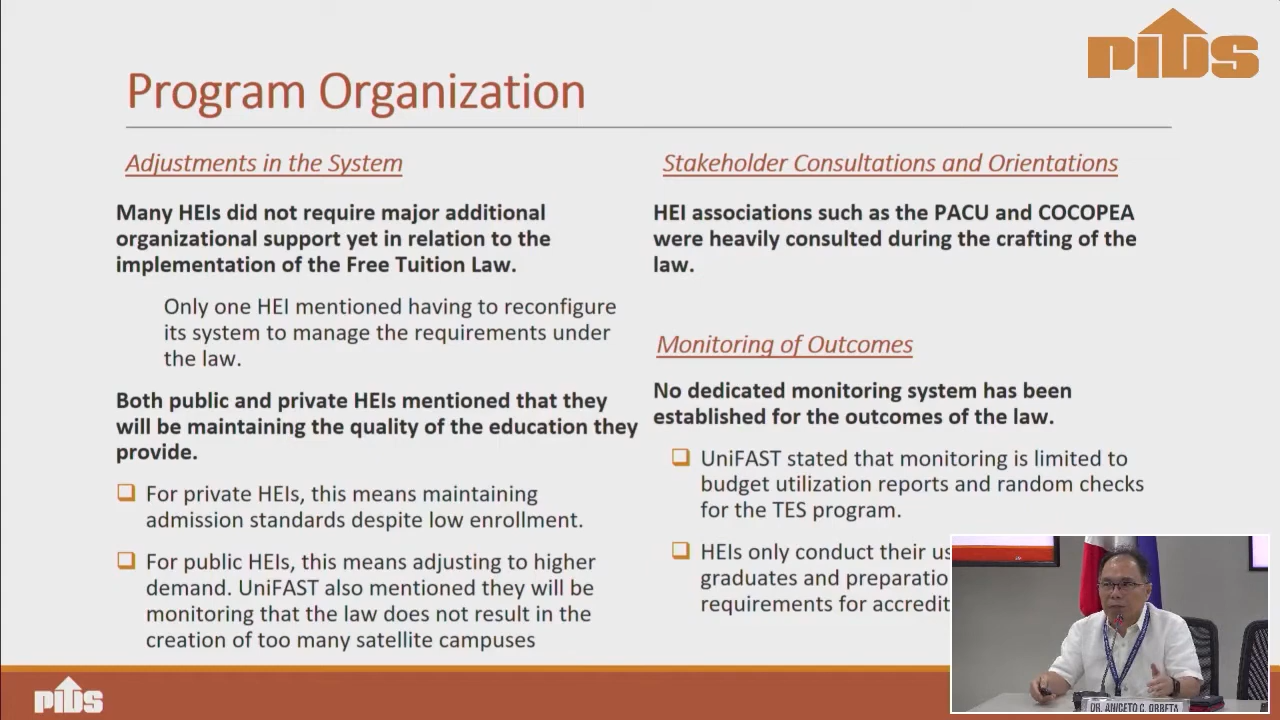 PIDS
Program Organization
Adjustments in the System
Many HEIs did not require major additional
organizational support yet in relation to the
implementation of the Free Tuition Law.
Only one HEI mentioned having to reconfigure
its system to manage the requirements under
the law.
Both public and private HEIs mentioned that they
will be maintaining the quality of the education they
provide.
For private HEIs, this means maintaining
admission standards despite low enrollment.
For public HEIs, this means adjusting to higher
demand. UniFAST also mentioned they will be
monitoring that the law does not result in the
creation of too many satellite campuses
Stakeholder Consultations and Orientations
HEI associations such as the PACU and COCOPEA
were heavily consulted during the crafting of the
law.
Monitoring of Outcomes
No dedicated monitoring system has been
established for the outcomes of the law.
UniFAST stated that monitoring is limited to
budget utilization reports and random checks
for the TES program.
HEIs only conduct their us
graduates and preparatio
requirements for accredit
DR. ANICETO C. ORBETA
PIDS